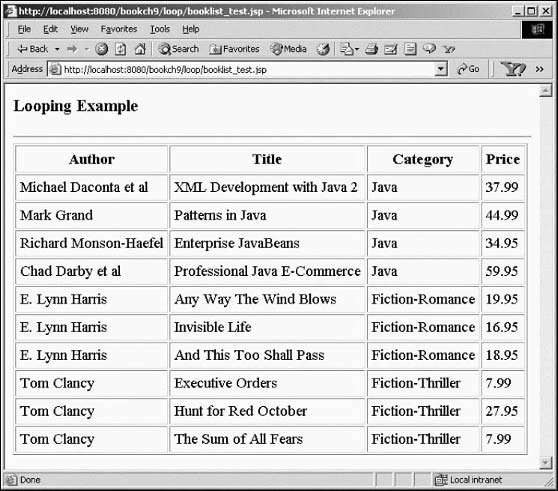 http://localhost:8080/bookch9/loop/booklist_test.jsp - Microsoft Internet Explorer
File Edit View Favorites Tools Help
Back Search Favorites Media
Address http://localhost:8080/bookch9/loop/booklist_test.jsp Go
Looping Example
Author Title Category Price
Michael Daconta et al XML Development with Java 2 Java 37.99
Mark Grand Patterns in Java Java 44.99
Richard Monson-Haefel Enterprise JavaBeans Java 34.95
Chad Darby et al Professional Java E-Commerce Java 59.95
E. Lynn Harris Any Way The Wind Blows Fiction-Romance 19.95
E. Lynn Harris Invisible Life Fiction-Romance 16.95
E. Lynn Harris And This Too Shall Pass Fiction-Romance 18.95
Tom Clancy Executive Orders Fiction-Thriller 7.99
Tom Clancy Hunt for Red October Fiction-Thriller 27.95
Tom Clancy The Sum of All Fears Fiction-Thriller 7.99
Done Local intranet